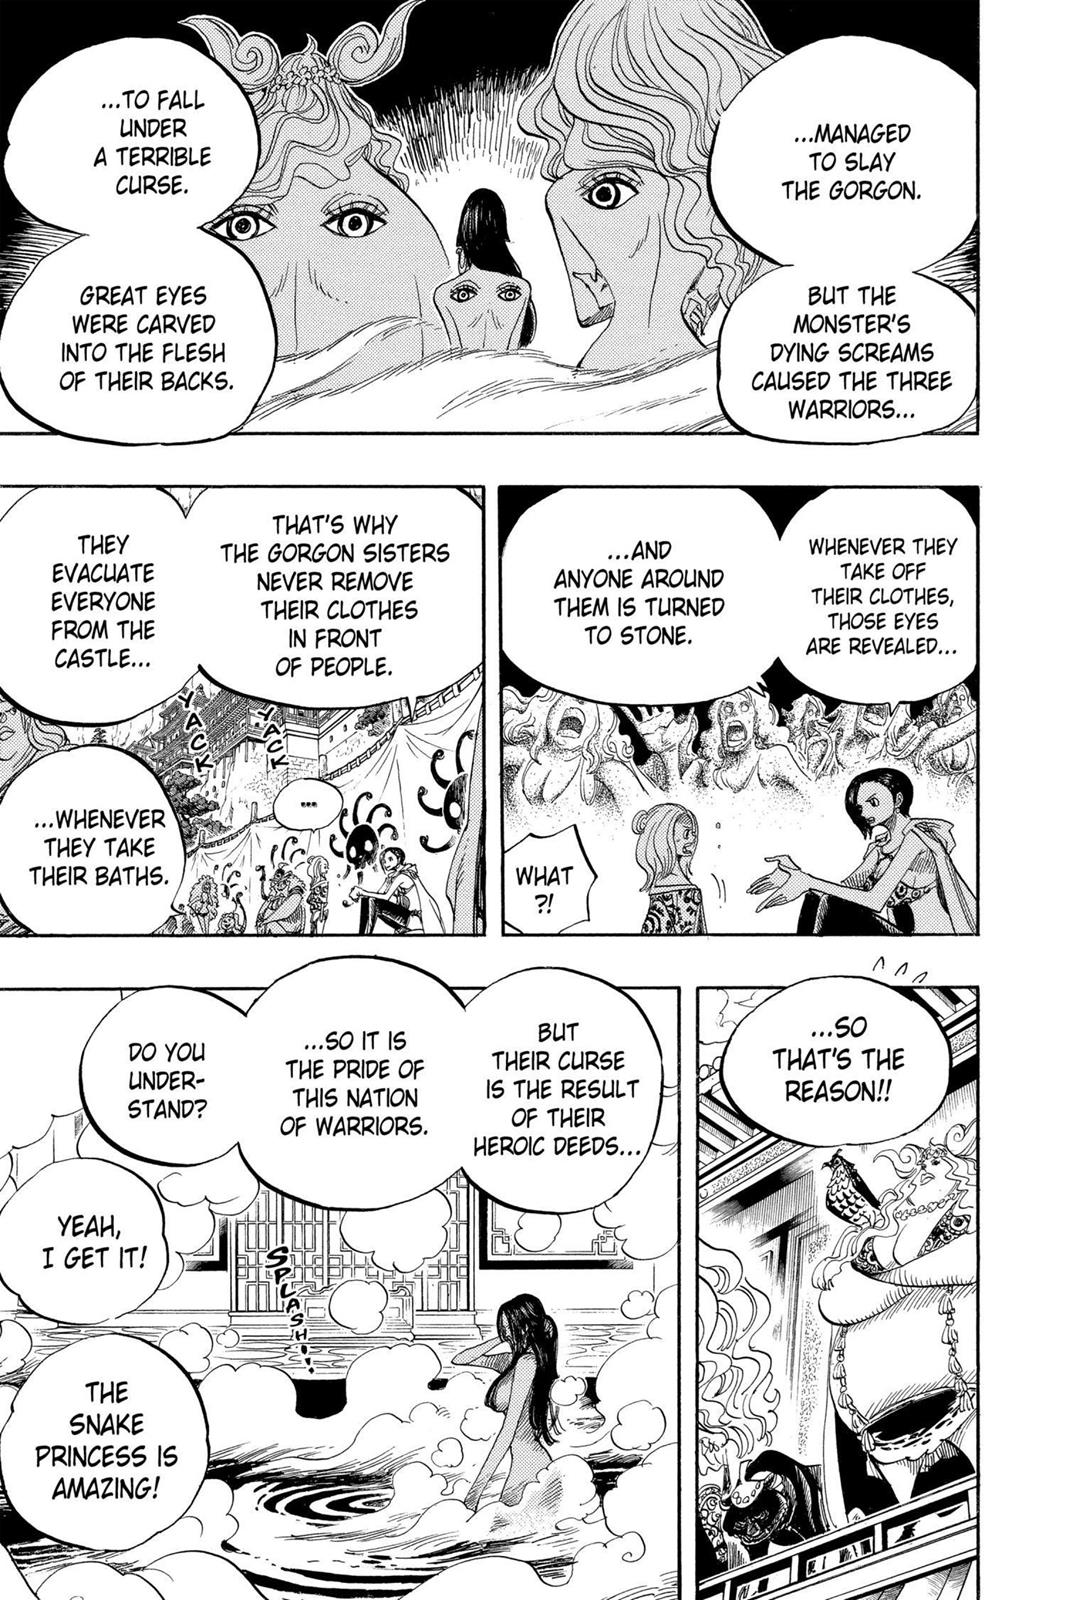 ...MANAGED
TO SLAY
THE GORGON.
BUT THE
MONSTER'S
DYING SCREAMS
CAUSED THE THREE
WARRIORS...
...TO FALL
UNDER
A TERRIBLE
CURSE.
GREAT EYES
WERE CARVED
INTO THE FLESH
OF THEIR BACKS.
WHENEVER THEY
TAKE OFF
THEIR CLOTHES,
THOSE EYES
ARE REVEALED...
...AND
ANYONE AROUND
THEM IS TURNED
TO STONE.
WHAT
?!
THAT'S WHY
THE GORGON SISTERS
NEVER REMOVE
THEIR CLOTHES
IN FRONT
OF PEOPLE.
THEY
EVACUATE
EVERYONE
FROM THE
CASTLE...
YACK
YACK
...WHENEVER
THEY TAKE
THEIR BATHS.
...SO
THAT'S THE
REASON!!
BUT
THEIR CURSE
IS THE RESULT
OF THEIR
HEROIC DEEDS...
...SO IT IS
THE PRIDE OF
THIS NATION
OF WARRIORS.
DO YOU
UNDER-
STAND?
YEAH,
I GET IT!
SPLASH!!
THE
SNAKE
PRINCESS IS
AMAZING!